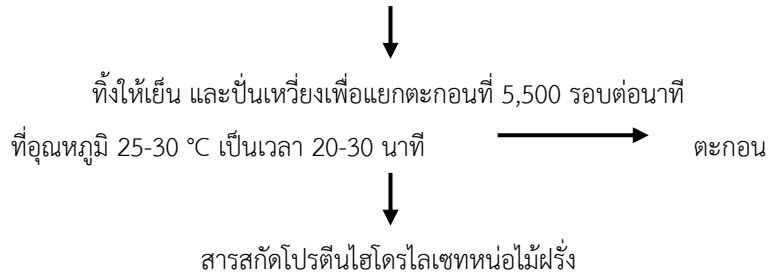 ทิ้งให้เย็น และปั่นเหวี่ยงเพื่อแยกตะกอนที่ 5,500 รอบต่อนาที
ที่อุณหภูมิ 25-30 °C เป็นเวลา 20-30 นาที ตะกอน
สารสกัดโปรตีนไฮโดรไลเซทหน่อไม้ฝรั่ง